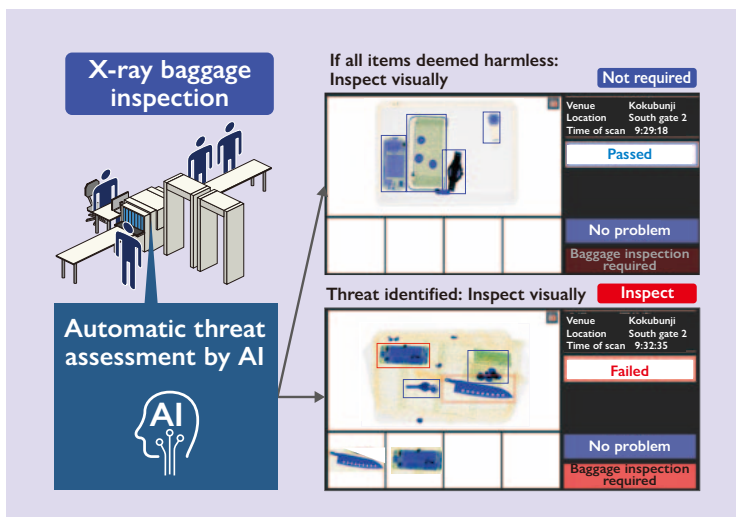 X-ray baggage
inspection
Automatic threat
assessment by AI
AI
If all items deemed harmless:
Inspect visually
Not required
Venue Kokubunji
Location South gate 2
Time of scan 9:29:18
Passed
No problem
Baggage inspection
required
Threat identified: Inspect visually
Inspect
Venue Kokubunji
Location South gate 2
Time of scan 9:32:35
Failed
No problem
Baggage inspection
required